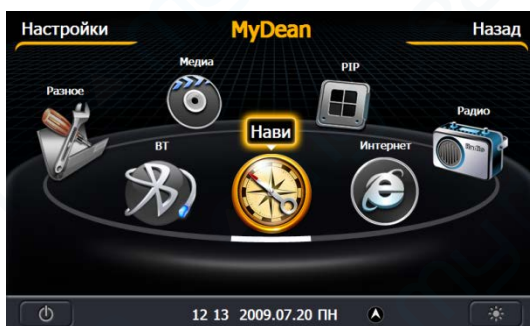 Настройки
MyDean
Назад
Медиа
PIP
Разное
Радио
Нави
BT
Интернет
12 13 2009.07.20 ПН